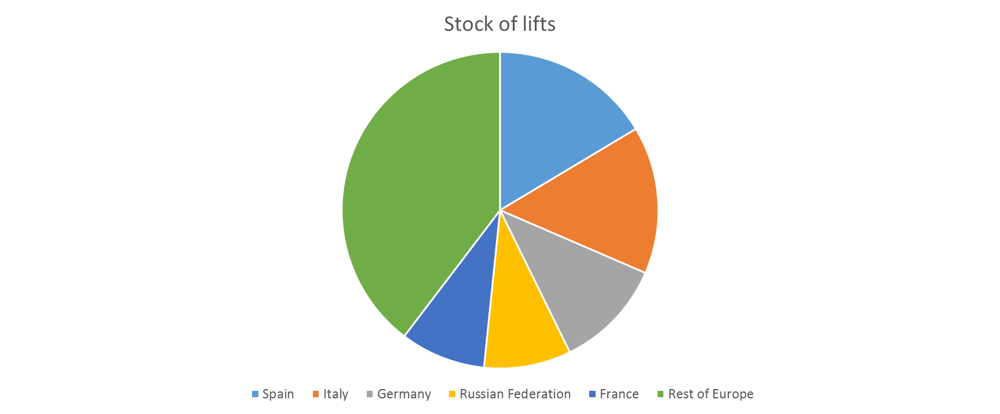 Stock of lifts
Spain Italy Germany Russian Federation France Rest of Europe